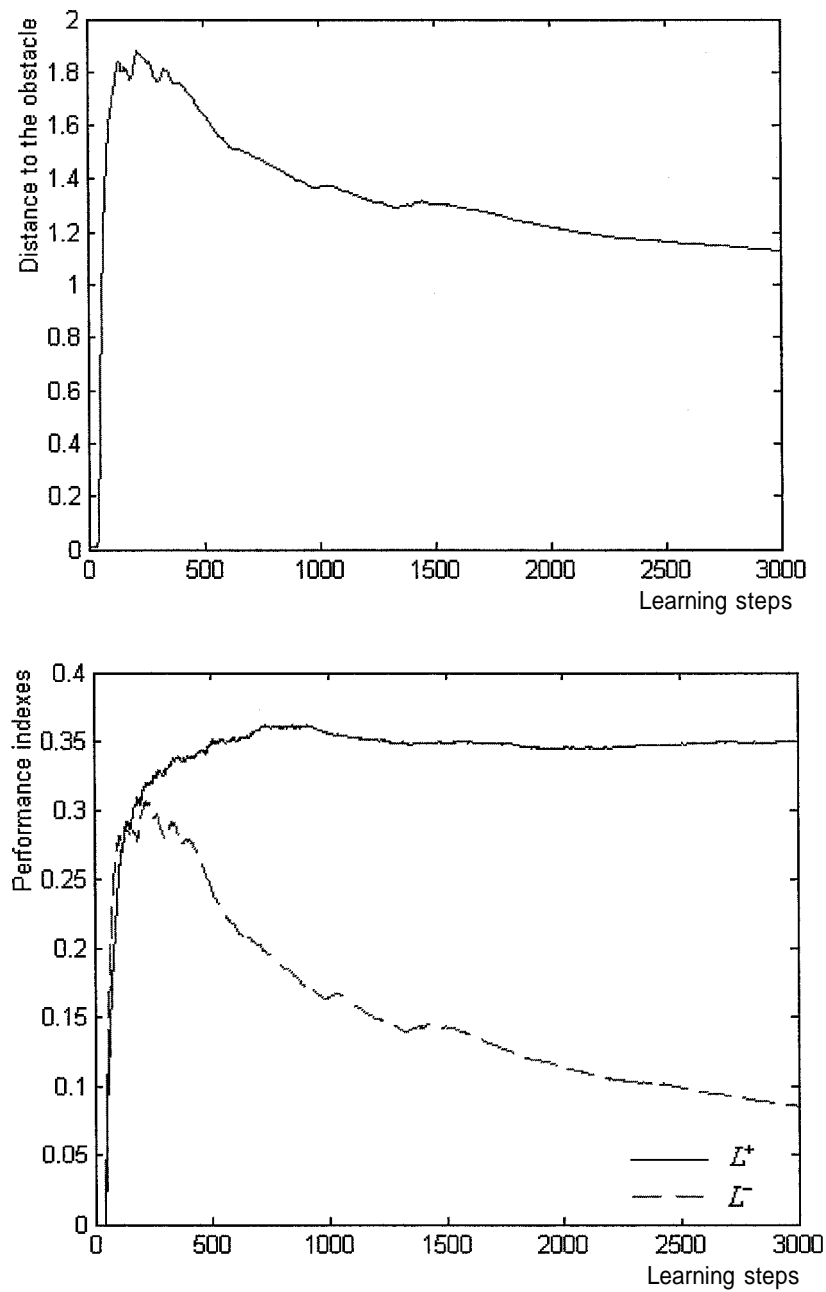 Distance to the obstacle
2
1.8
1.6
1.4
1.2
1
0.8
0.6
0.4
0.2
0
0 500 1000 1500 2000 2500 3000
Learning steps
Performance indexes
0.4
0.35
0.3
0.25
0.2
0.15
0.1
0.05
0
L⁺
L⁻
0 500 1000 1500 2000 2500 3000
Learning steps